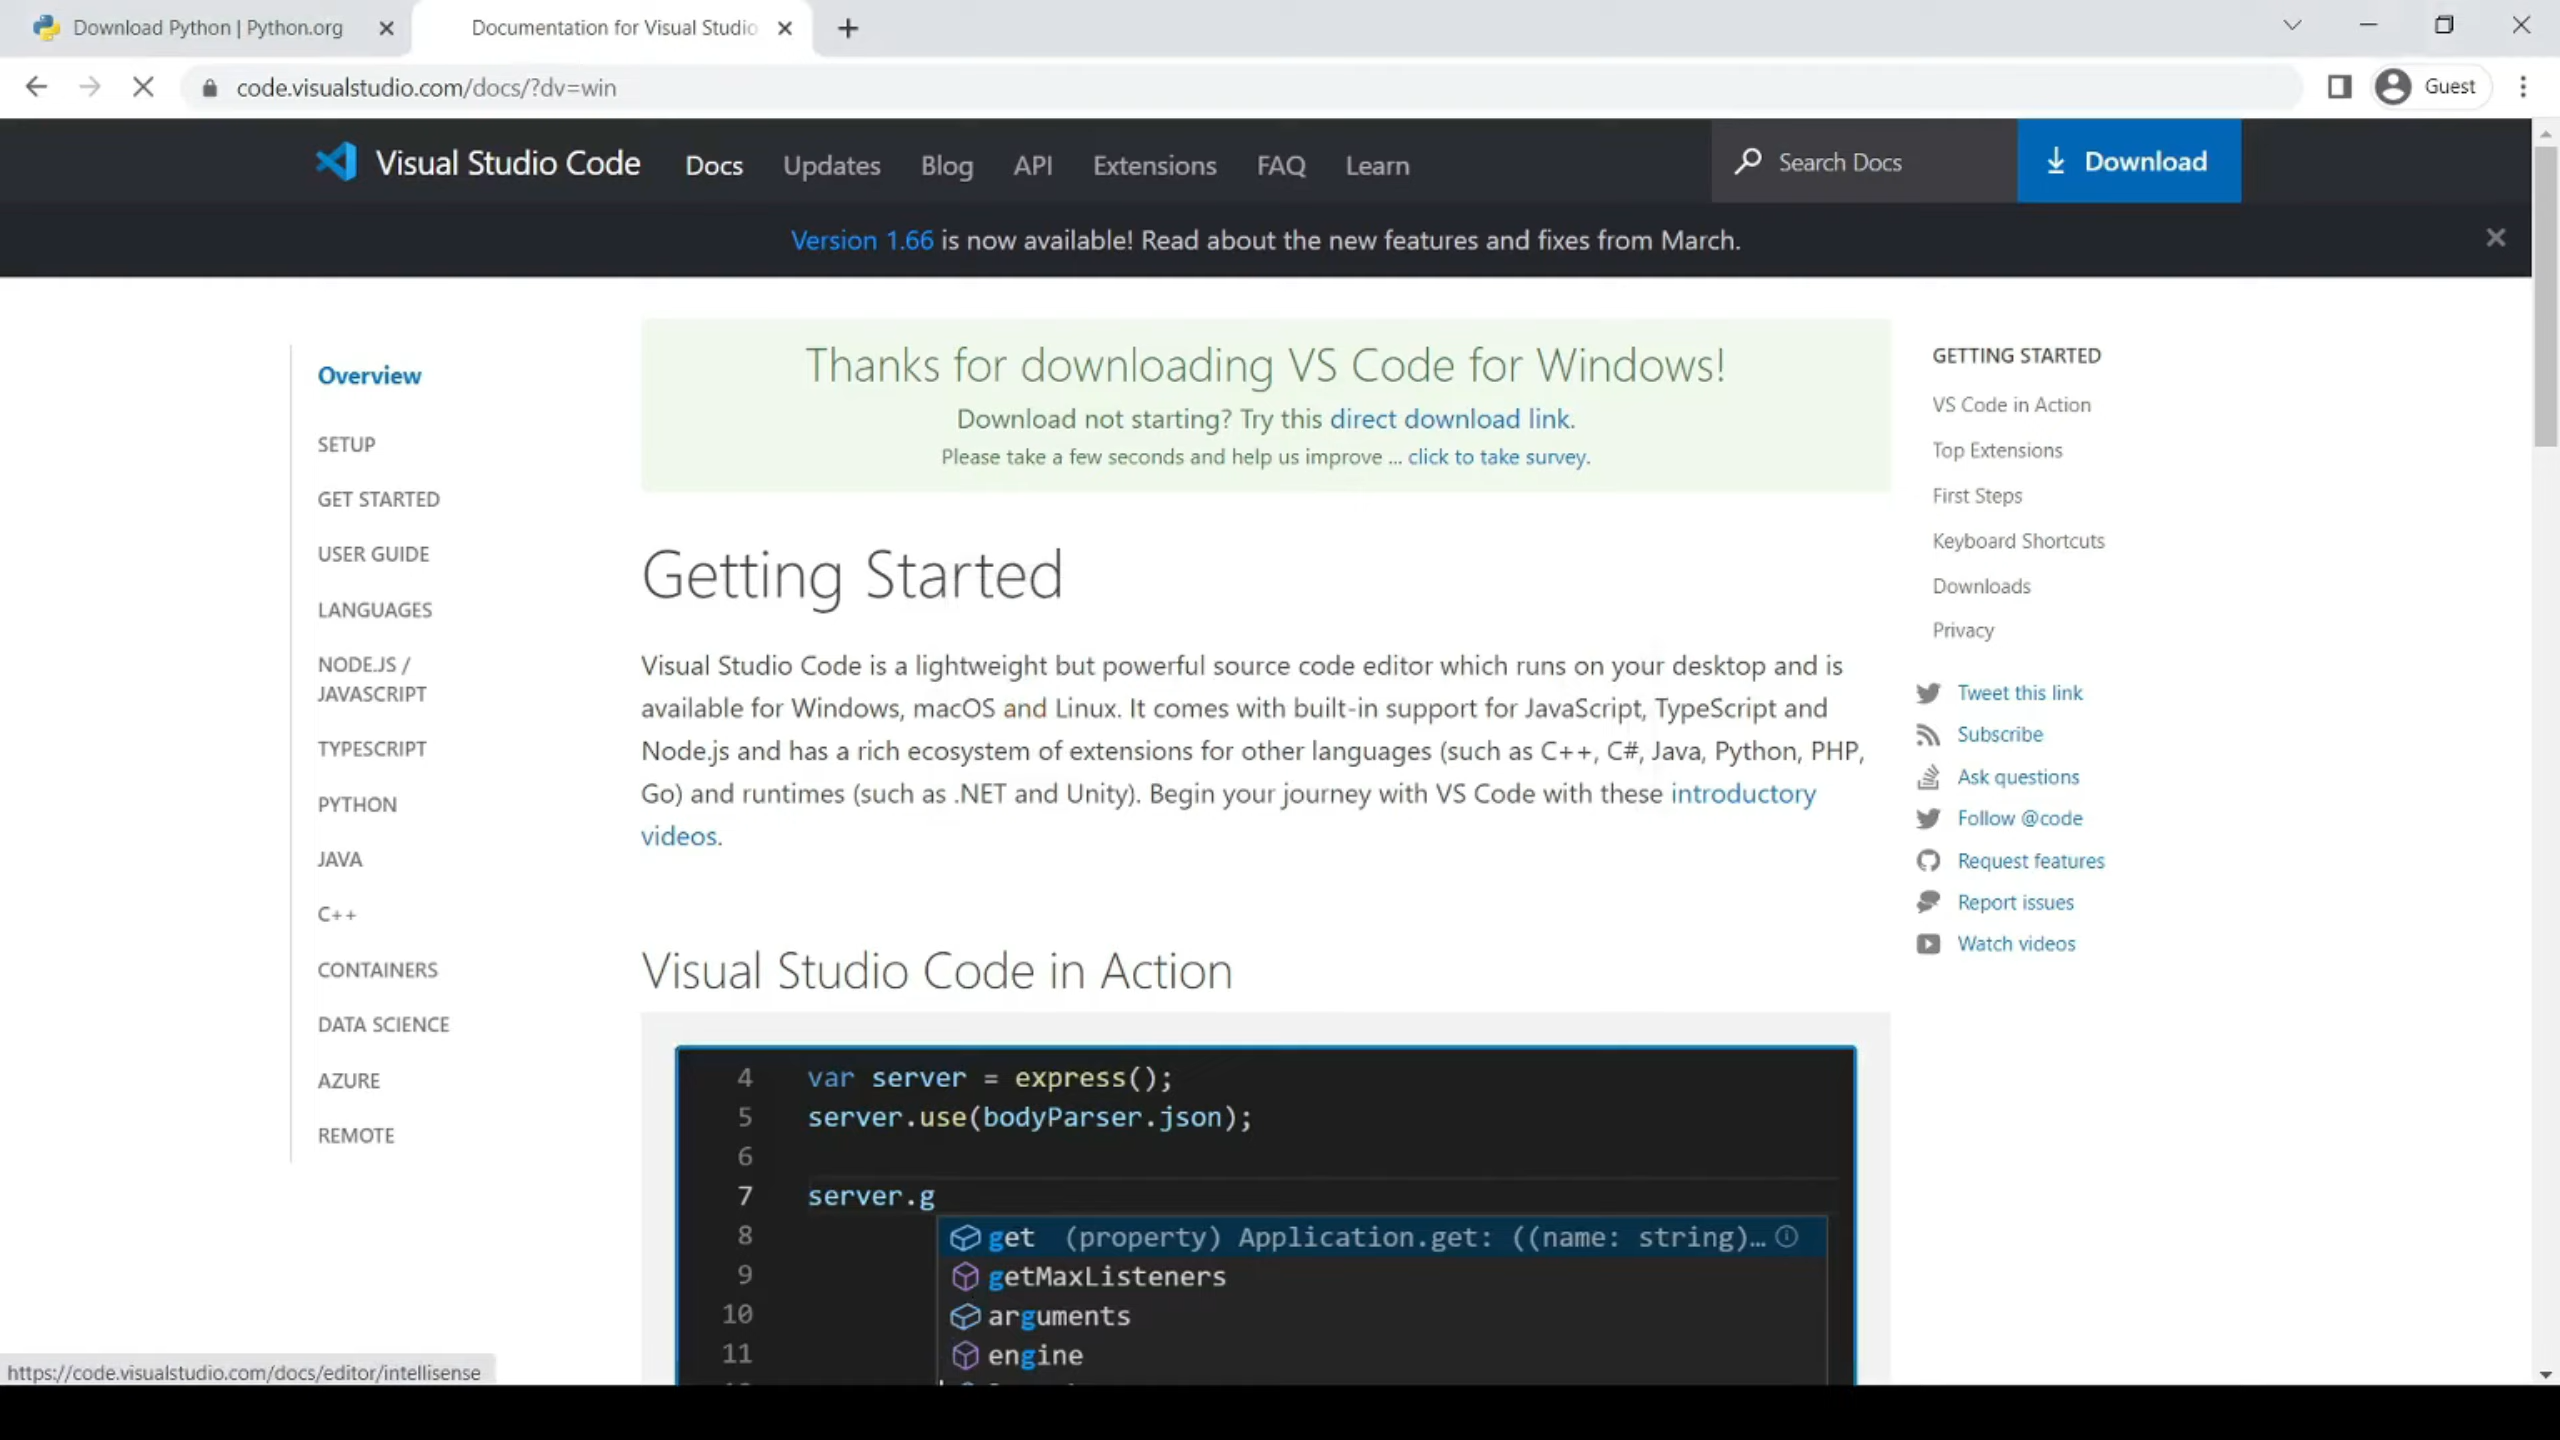 Download Python | Python.org
Documentation for Visual Studio
code.visualstudio.com/docs/?dv=win
Guest
Visual Studio Code
Docs
Updates
Blog
API
Extensions
FAQ
Learn
Search Docs
Download
Version 1.66 is now available! Read about the new features and fixes from March.
Overview
SETUP
GET STARTED
USER GUIDE
LANGUAGES
NODE.JS /
JAVASCRIPT
TYPESCRIPT
PYTHON
JAVA
C++
CONTAINERS
DATA SCIENCE
AZURE
REMOTE
Thanks for downloading VS Code for Windows!
Download not starting? Try this direct download link.
Please take a few seconds and help us improve ... click to take survey.
Getting Started
Visual Studio Code is a lightweight but powerful source code editor which runs on your desktop and is
available for Windows, macOS and Linux. It comes with built-in support for JavaScript, TypeScript and
Node.js and has a rich ecosystem of extensions for other languages (such as C++, C#, Java, Python, PHP,
Go) and runtimes (such as .NET and Unity). Begin your journey with VS Code with these introductory
videos.
Visual Studio Code in Action
4 var server = express();
5 server.use(bodyParser.json);
6
7 server.g
8 get (property) Application.get: ((name: string)…
9 getMaxListeners
10 arguments
11 engine
GETTING STARTED
VS Code in Action
Top Extensions
First Steps
Keyboard Shortcuts
Downloads
Privacy
Tweet this link
Subscribe
Ask questions
Follow @code
Request features
Report issues
Watch videos
https://code.visualstudio.com/docs/editor/intellisense